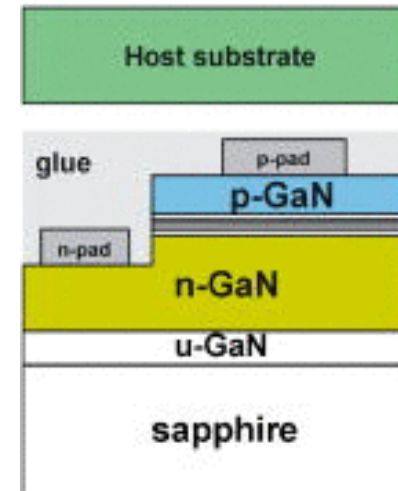 Host substrate
glue
p-pad
p-GaN
n-pad
n-GaN
u-GaN
sapphire